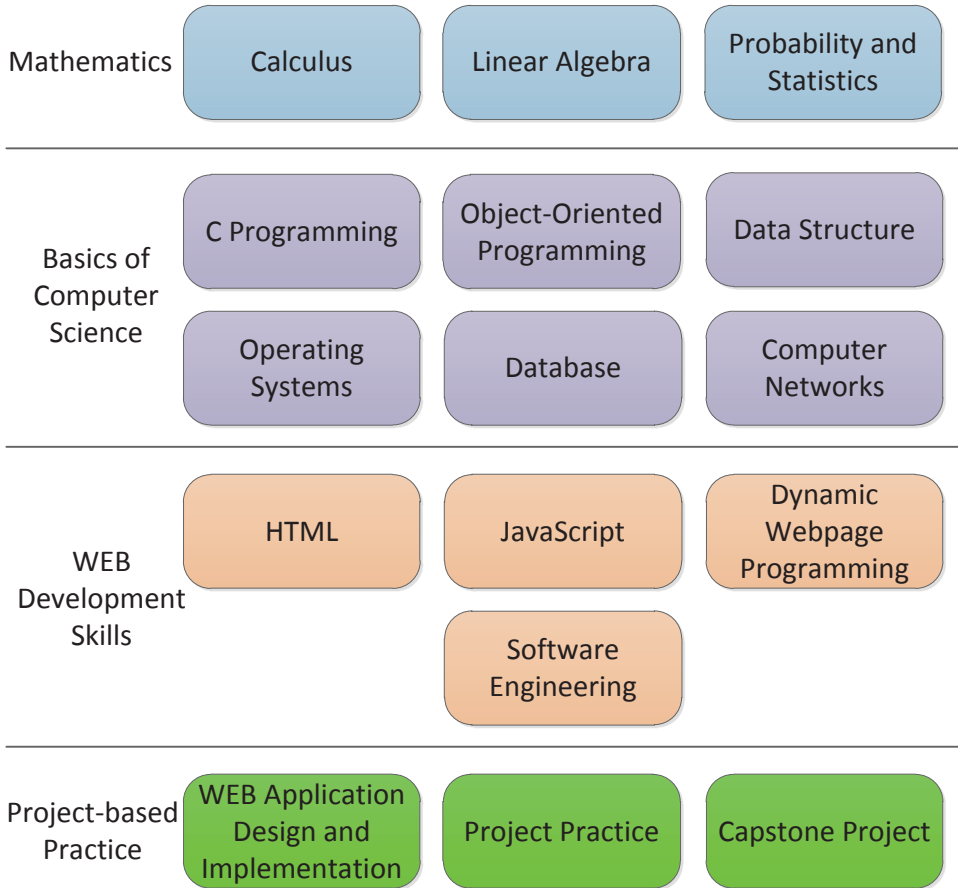 Mathematics
Calculus
Linear Algebra
Probability and
Statistics
Basics of
Computer
Science
C Programming
Object-Oriented
Programming
Data Structure
Operating
Systems
Database
Computer
Networks
WEB
Development
Skills
HTML
JavaScript
Dynamic
Webpage
Programming
Software
Engineering
Project-based
Practice
WEB Application
Design and
Implementation
Project Practice
Capstone Project